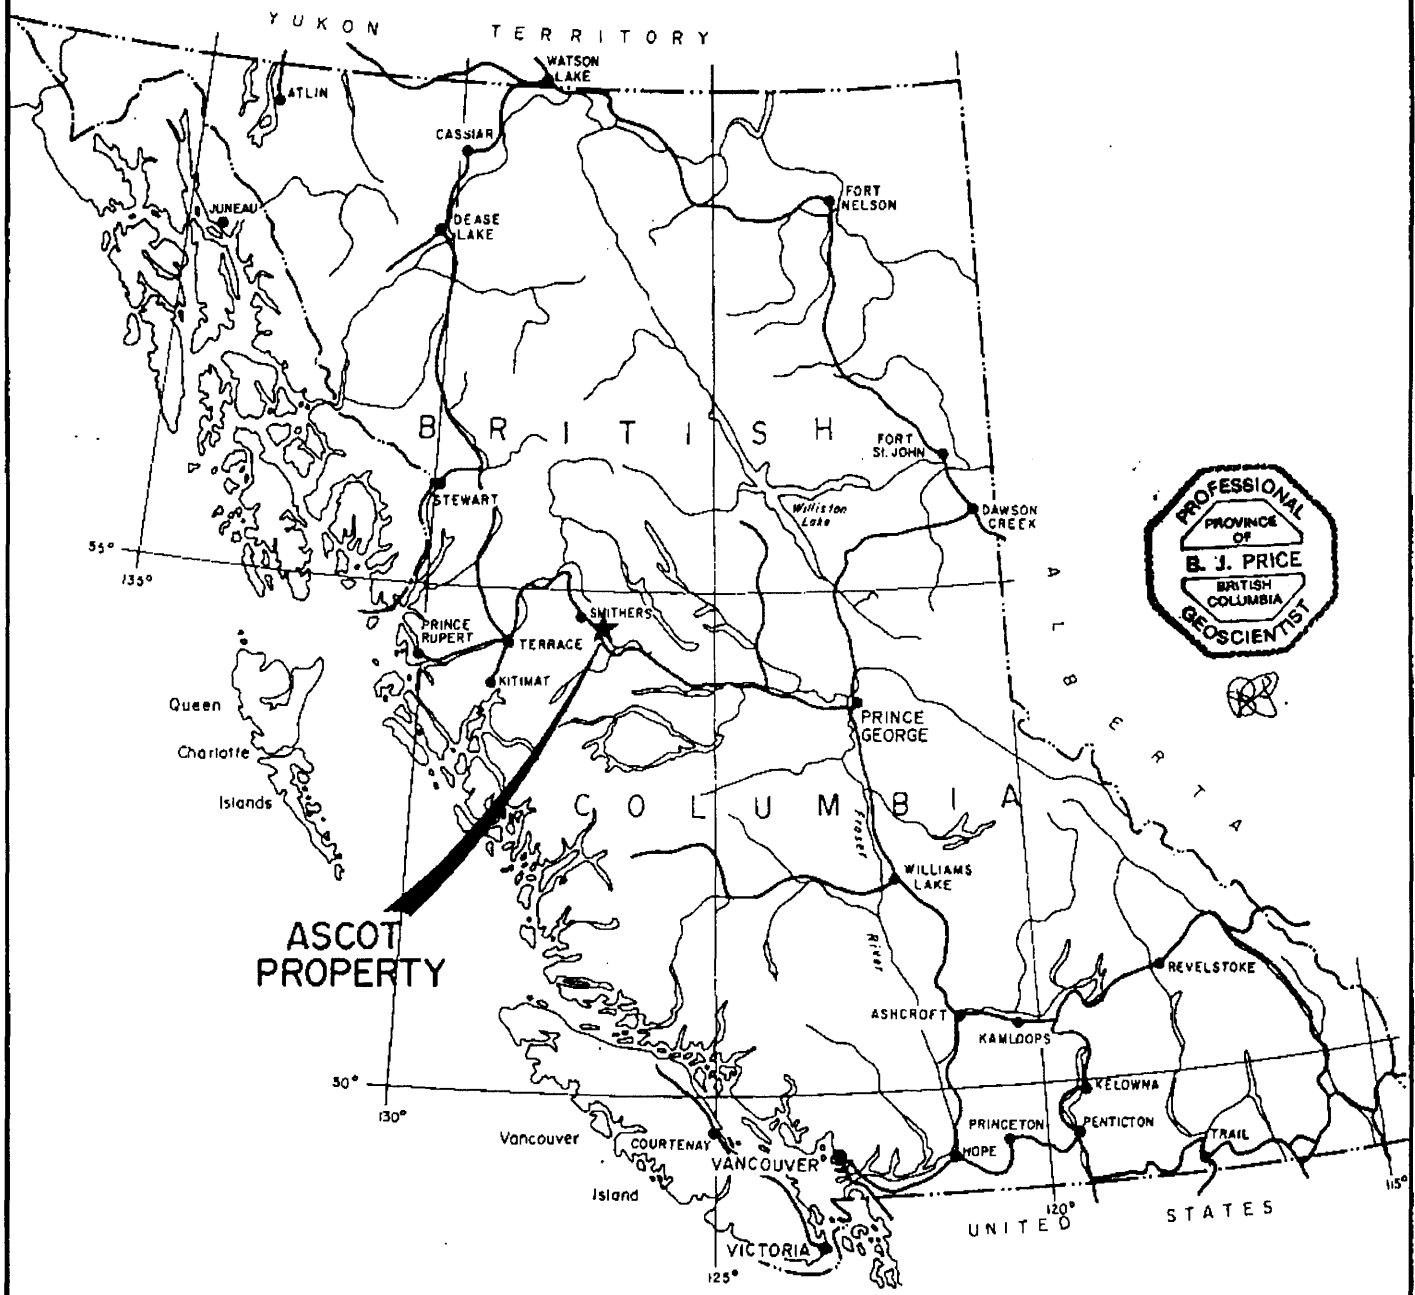 YUKON TERRITORY
WATSON
LAKE
ATLIN
CASSIAR
JUNEAU
DEASE
LAKE
FORT
NELSON
BRITISH
FORT
St. JOHN
STEWART
Williston
Lake
DAWSON
CREEK
PROFESSIONAL
PROVINCE
OF
B. J. PRICE
BRITISH
COLUMBIA
GEOSCIENTIST
55°
135°
ALBERTA
SMITHERS
PRINCE
RUPERT
TERRACE
KITIMAT
Queen
Charlotte
Islands
PRINCE
GEORGE
COLUMBIA
Fraser
River
WILLIAMS
LAKE
ASCOT
PROPERTY
REVELSTOKE
ASHCROFT
KAMLOOPS
50°
130°
KELOWNA
Vancouver
Island
COURTENAY
PRINCETON
PENTICTON
TRAIL
VANCOUVER
HOPE
120°
115°
UNITED STATES
VICTORIA
125°